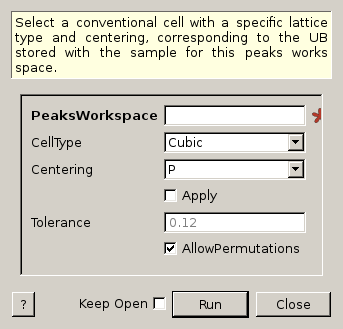 Select a conventional cell with a specific lattice
type and centering, corresponding to the UB
stored with the sample for this peaks works
space.
PeaksWorkspace
CellType Cubic
Centering P
Apply
Tolerance 0.12
AllowPermutations
? Keep Open Run Close